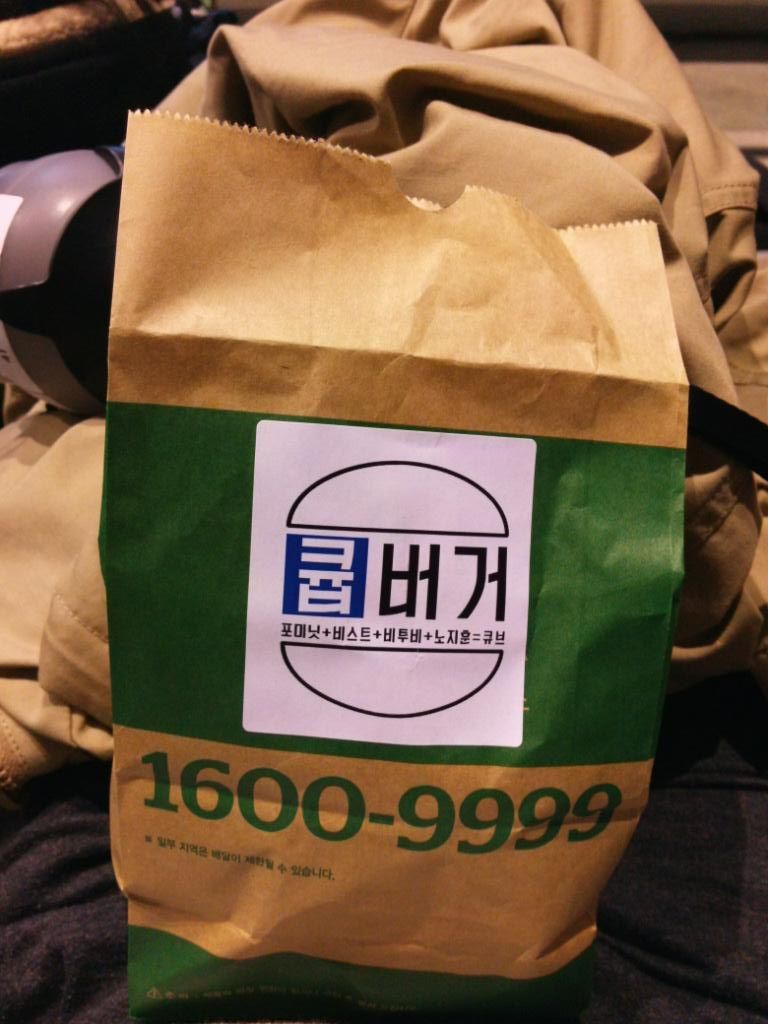 큡버거
포미닛+비스트+비투비+노지훈=큐브
1600-9999
※ 일부 지역은 배달이 제한될 수 있습니다.